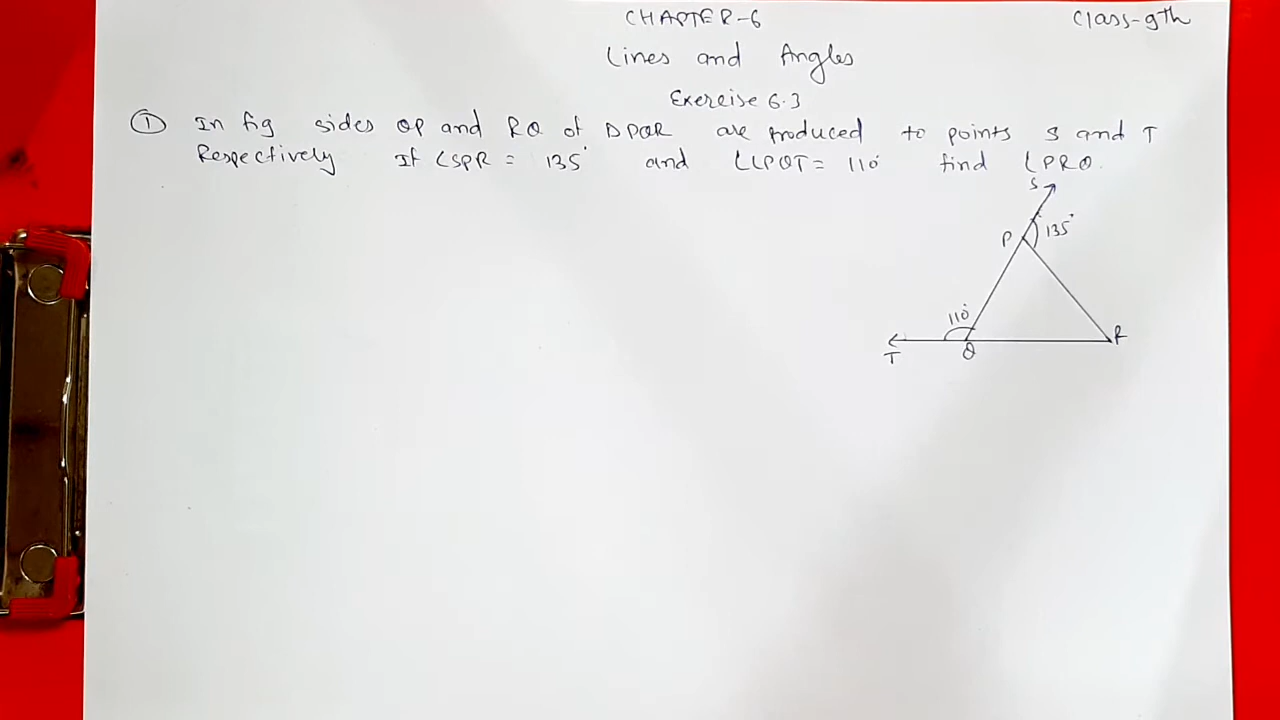 CHAPTER-6
Class-9th
Lines and Angles
Exercise 6.3
① In fig sides QP and RQ of ΔPQR are produced to points S and T
Respectively If ∠SPR = 135° and ∠∠PQT = 110° find ∠PRQ.
S
P 135°
110°
T Q R